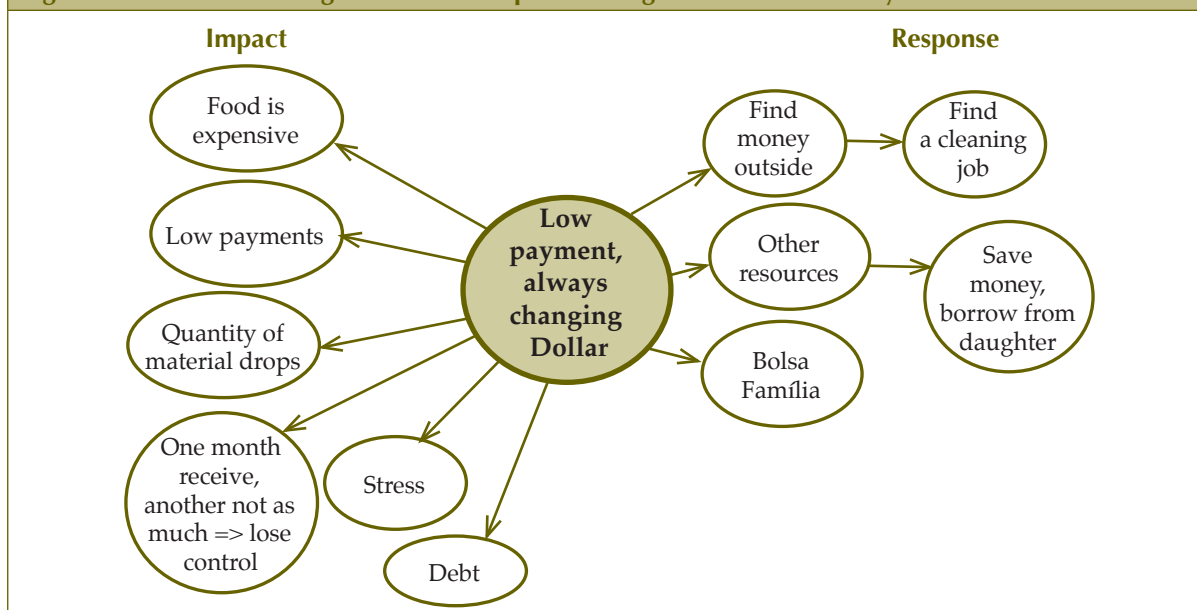 Impact
Response
Food is
expensive
Low payments
Quantity of
material drops
One month
receive,
another not as
much => lose
control
Stress
Debt
Low
payment,
always
changing
Dollar
Find
money
outside
Find
a cleaning
job
Other
resources
Save
money,
borrow from
daughter
Bolsa
Família